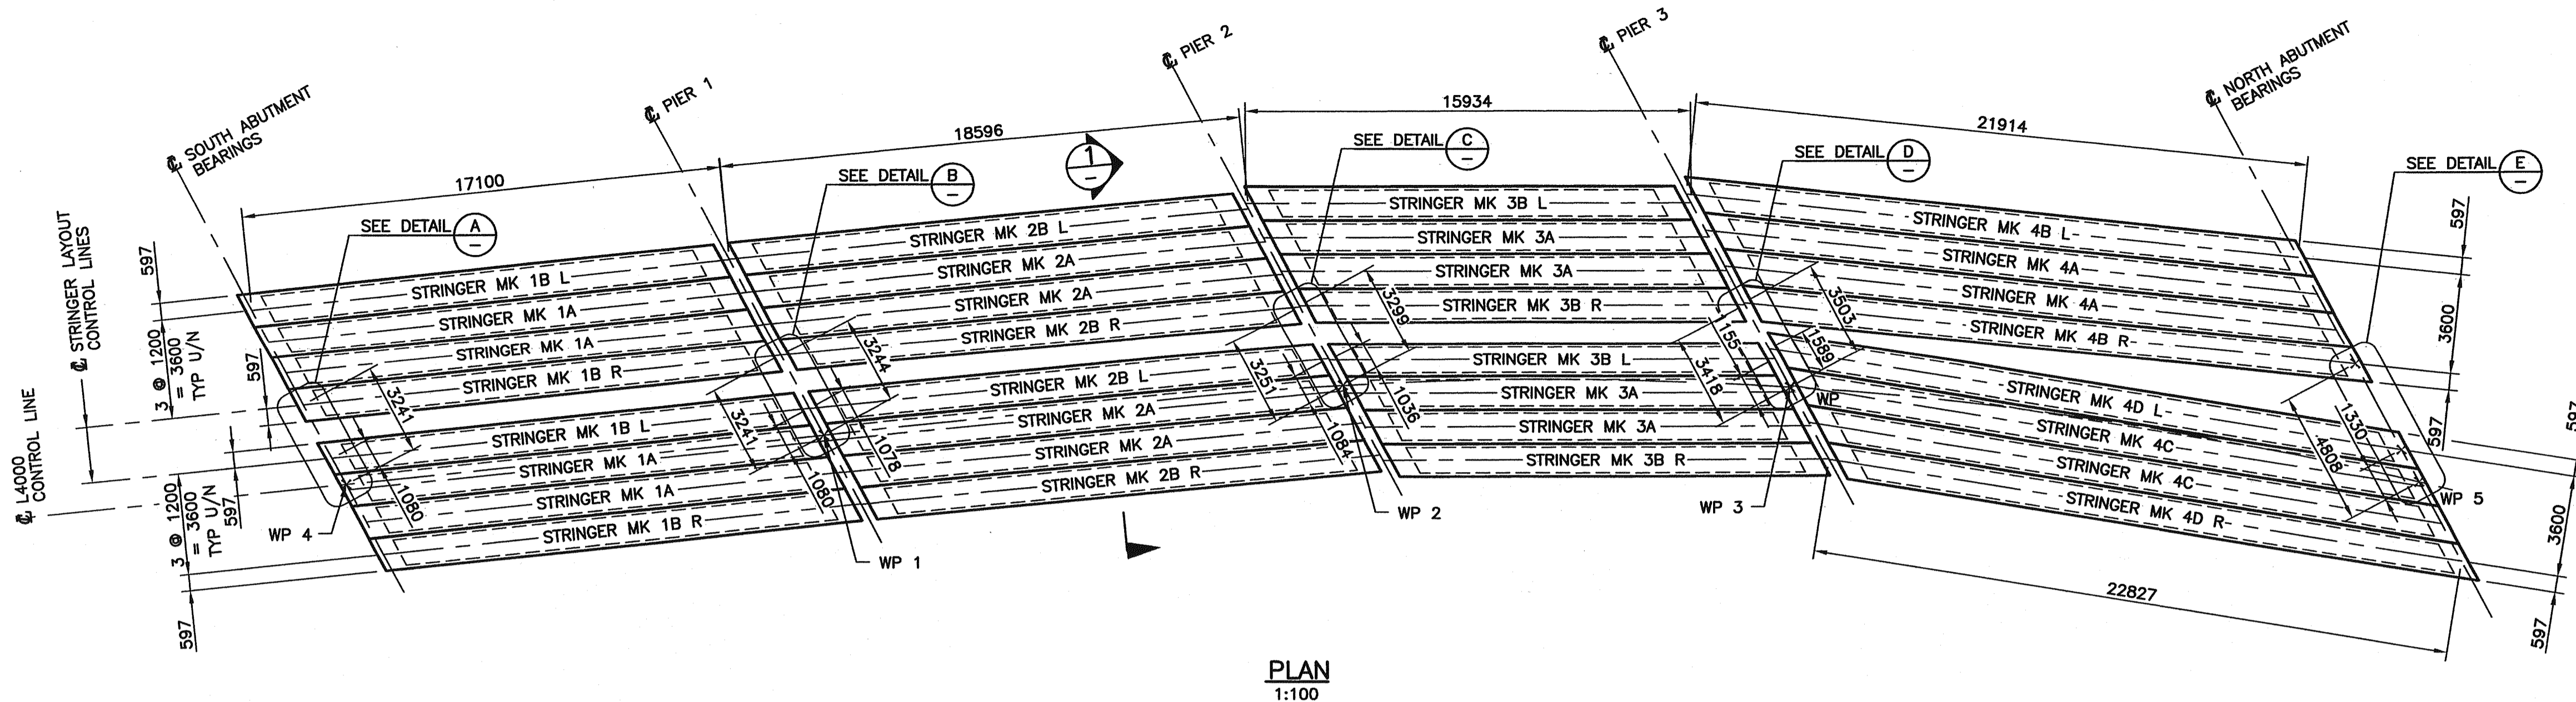 ℄ SOUTH ABUTMENT
BEARINGS
℄ PIER 1
℄ PIER 2
℄ PIER 3
℄ NORTH ABUTMENT
BEARINGS
17100
18596
15934
21914
SEE DETAIL A
–
SEE DETAIL B
–
1
–
SEE DETAIL C
–
SEE DETAIL D
–
SEE DETAIL E
–
℄ STRINGER LAYOUT
CONTROL LINES
℄ L4000
CONTROL LINE
597
3 @ 1200
= 3600
TYP U/N
597
3 @ 1200
= 3600
TYP U/N
597
597
STRINGER MK 1B L
STRINGER MK 1A
STRINGER MK 1A
STRINGER MK 1B R
STRINGER MK 1B L
STRINGER MK 1A
STRINGER MK 1A
STRINGER MK 1B R
3241
1080
3241
1080
WP 4
STRINGER MK 2B L
STRINGER MK 2A
STRINGER MK 2A
STRINGER MK 2B R
STRINGER MK 2B L
STRINGER MK 2A
STRINGER MK 2A
STRINGER MK 2B R
3244
1078
3251
1084
WP 1
STRINGER MK 3B L
STRINGER MK 3A
STRINGER MK 3A
STRINGER MK 3B R
STRINGER MK 3B L
STRINGER MK 3A
STRINGER MK 3A
STRINGER MK 3B R
3299
1036
3418
WP 2
WP 3
WP
STRINGER MK 4B L
STRINGER MK 4A
STRINGER MK 4A
STRINGER MK 4B R
STRINGER MK 4D L
STRINGER MK 4C
STRINGER MK 4C
STRINGER MK 4D R
3503
1589
1330
4808
WP 5
597
3600
597
597
3600
597
22827
PLAN
1:100